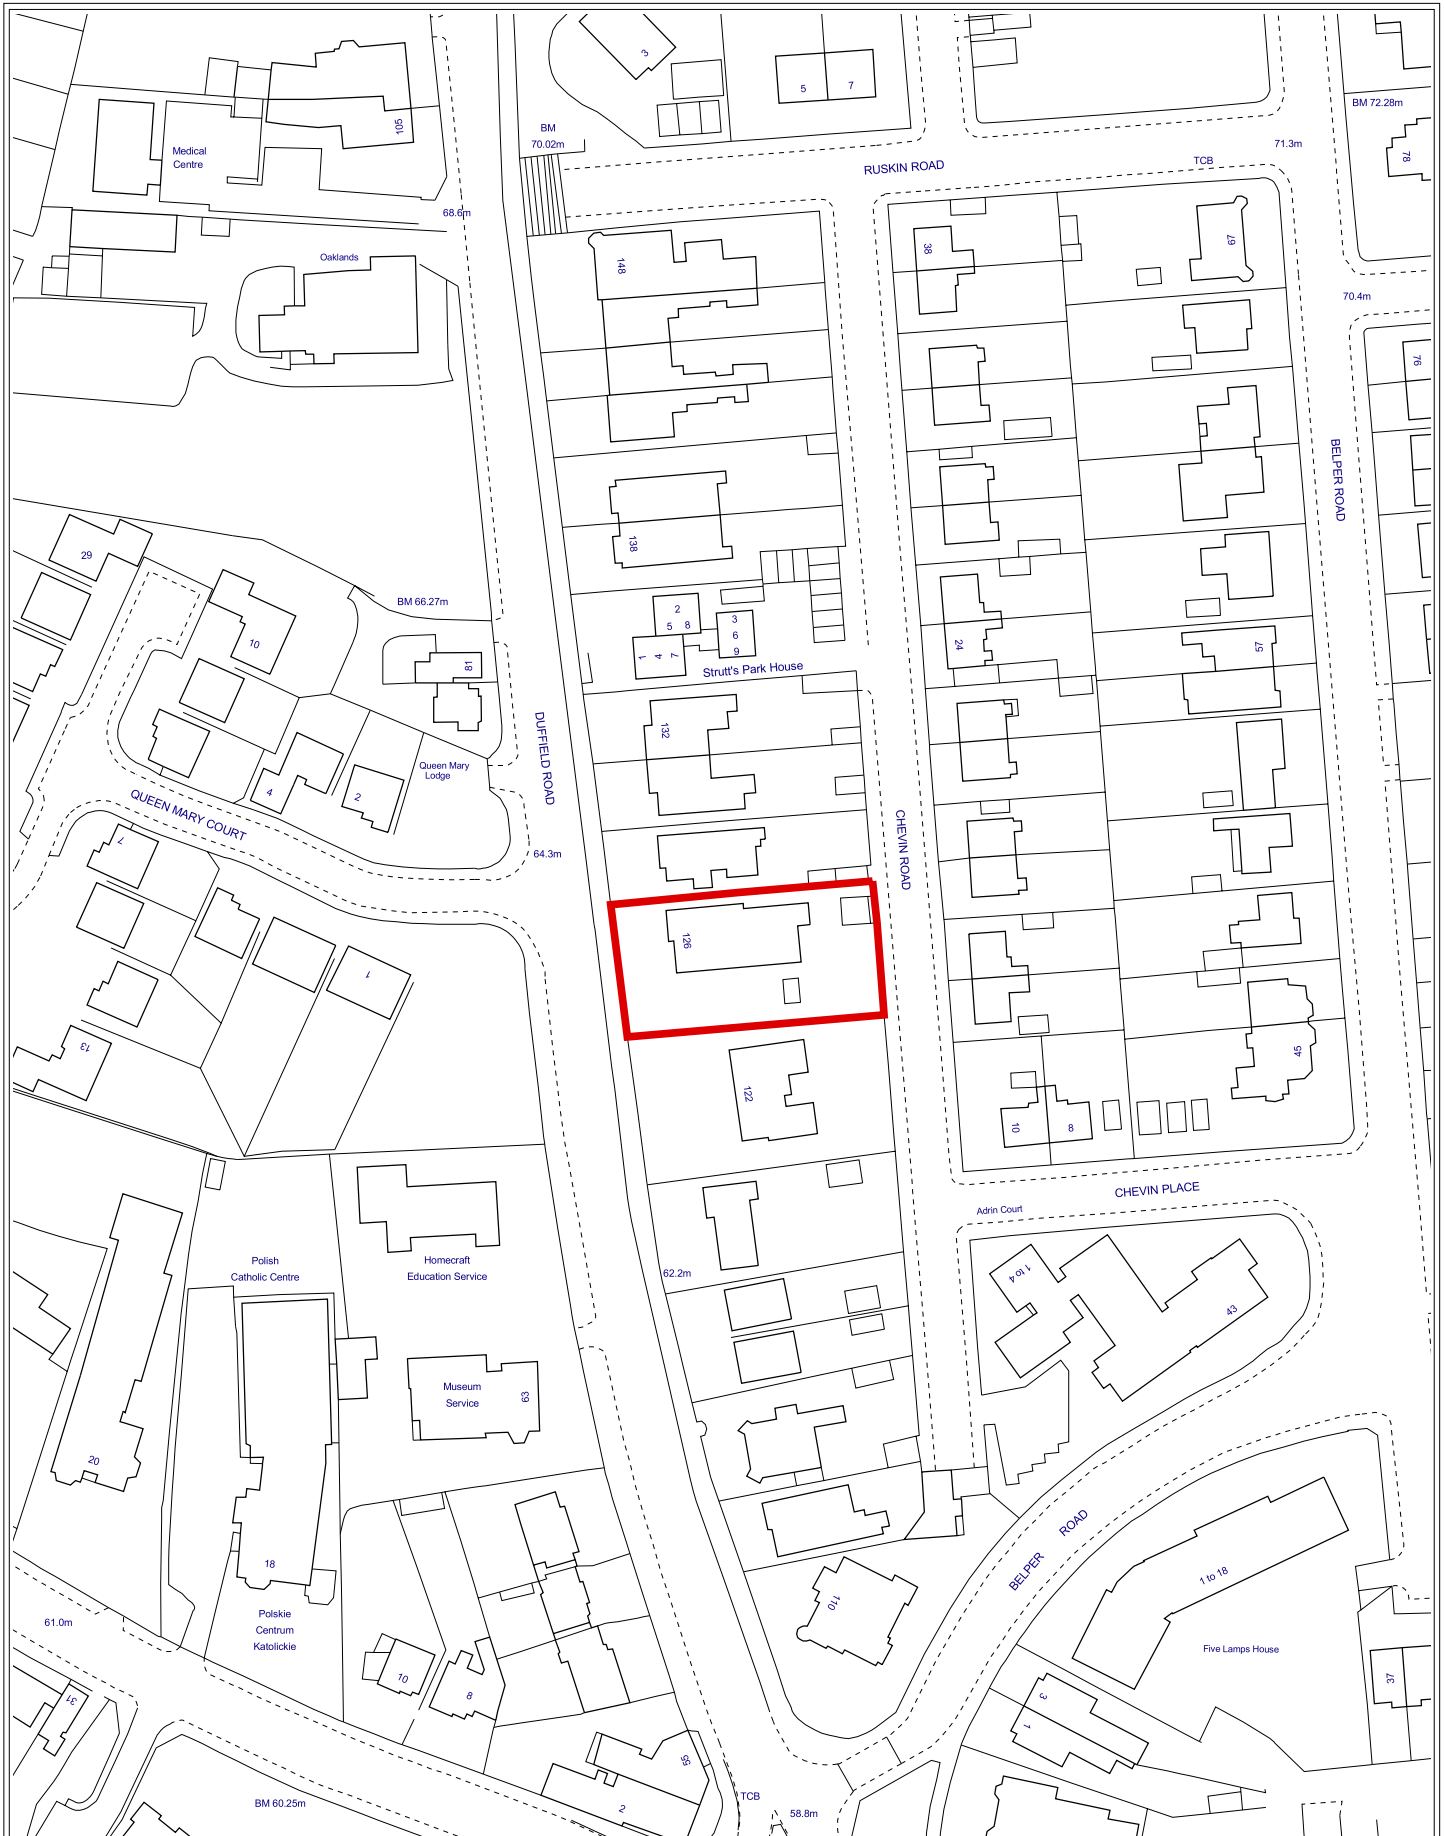 3
5
7
BM 72.28m
105
BM
70.02m
71.3m
Medical
Centre
78
TCB
RUSKIN ROAD
68.6m
38
67
Oaklands
148
70.4m
76
BELPER ROAD
138
29
BM 66.27m
2
5 8
3
6
9
10
24
57
1 4 7
81
Strutt's Park House
132
DUFFIELD ROAD
Queen Mary
Lodge
2
4
QUEEN MARY COURT
CHEVIN ROAD
7
64.3m
126
1
13
45
122
10
8
CHEVIN PLACE
Adrin Court
Polish
Catholic Centre
Homecraft
Education Service
62.2m
1 to 4
43
Museum
Service
63
20
BELPER ROAD
18
1 to 18
110
Polskie
Centrum
Katolickie
61.0m
Five Lamps House
10
8
37
31
3
1
55
TCB
BM 60.25m
2
58.8m